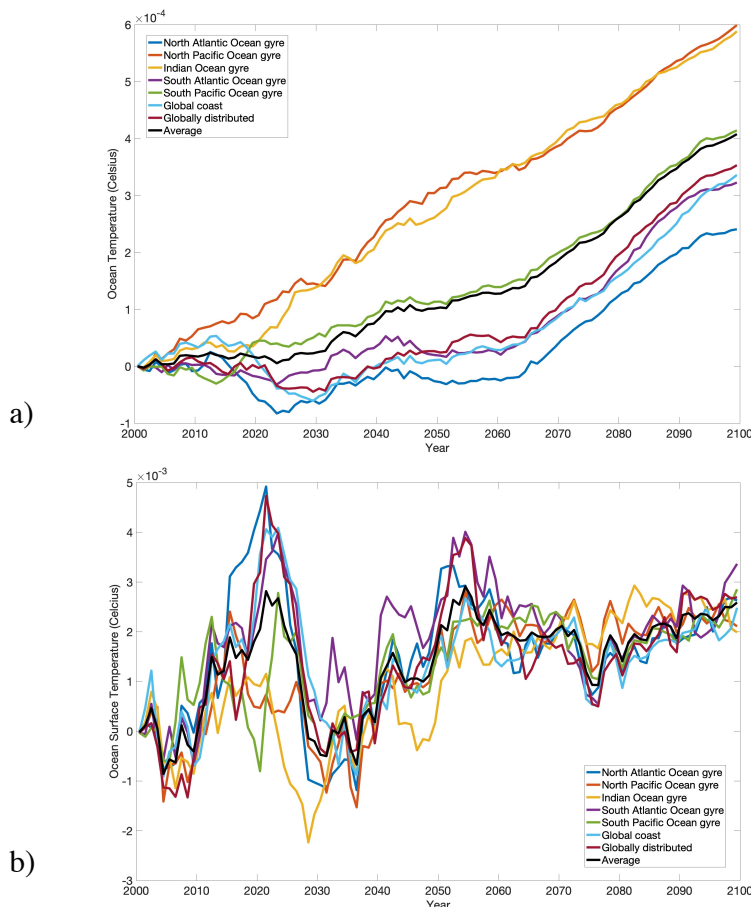 ×10⁻⁴
6
5
4
3
2
1
0
-1
Ocean Temperature (Celsius)
North Atlantic Ocean gyre
North Pacific Ocean gyre
Indian Ocean gyre
South Atlantic Ocean gyre
South Pacific Ocean gyre
Global coast
Globally distributed
Average
2000 2010 2020 2030 2040 2050 2060 2070 2080 2090 2100
Year
a)
×10⁻³
5
4
3
2
1
0
-1
-2
-3
Ocean Surface Temperature (Celcius)
North Atlantic Ocean gyre
North Pacific Ocean gyre
Indian Ocean gyre
South Atlantic Ocean gyre
South Pacific Ocean gyre
Global coast
Globally distributed
Average
2000 2010 2020 2030 2040 2050 2060 2070 2080 2090 2100
Year
b)